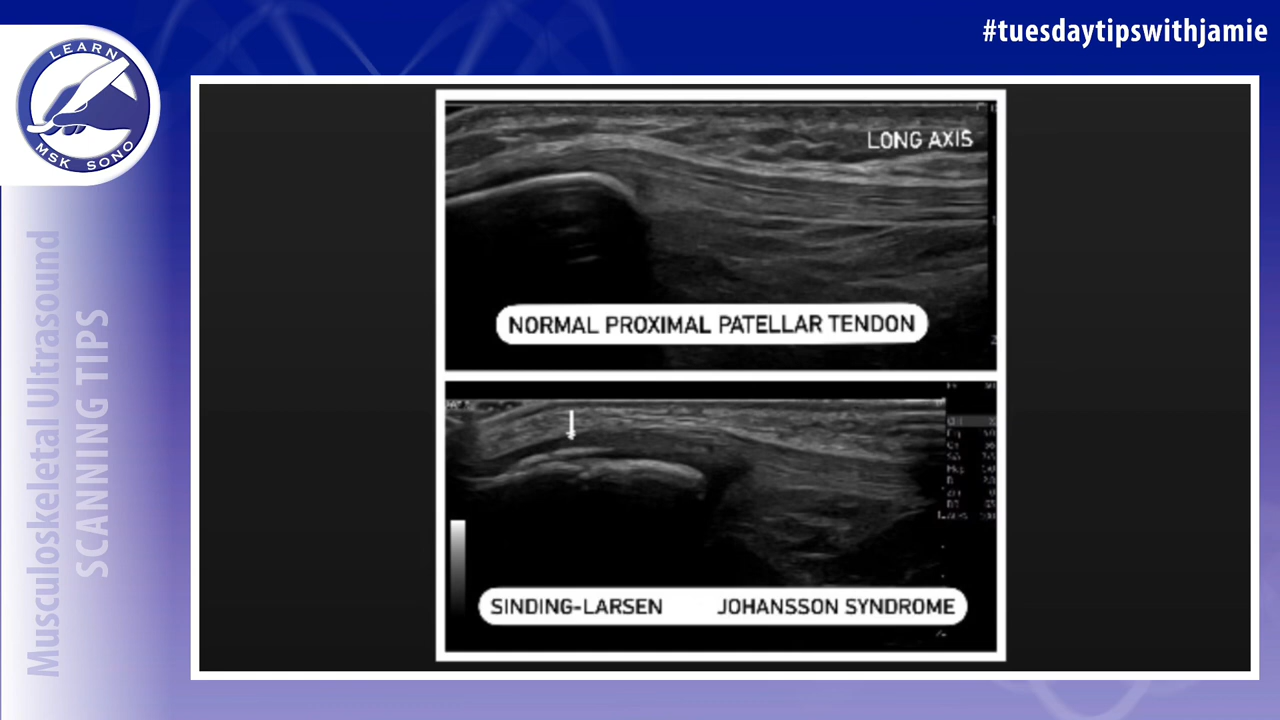 #tuesdaytipswithjamie
LEARN
MSK SONO
Musculoskeletal Ultrasound
SCANNING TIPS
LONG AXIS
NORMAL PROXIMAL PATELLAR TENDON
SINDING-LARSEN JOHANSSON SYNDROME